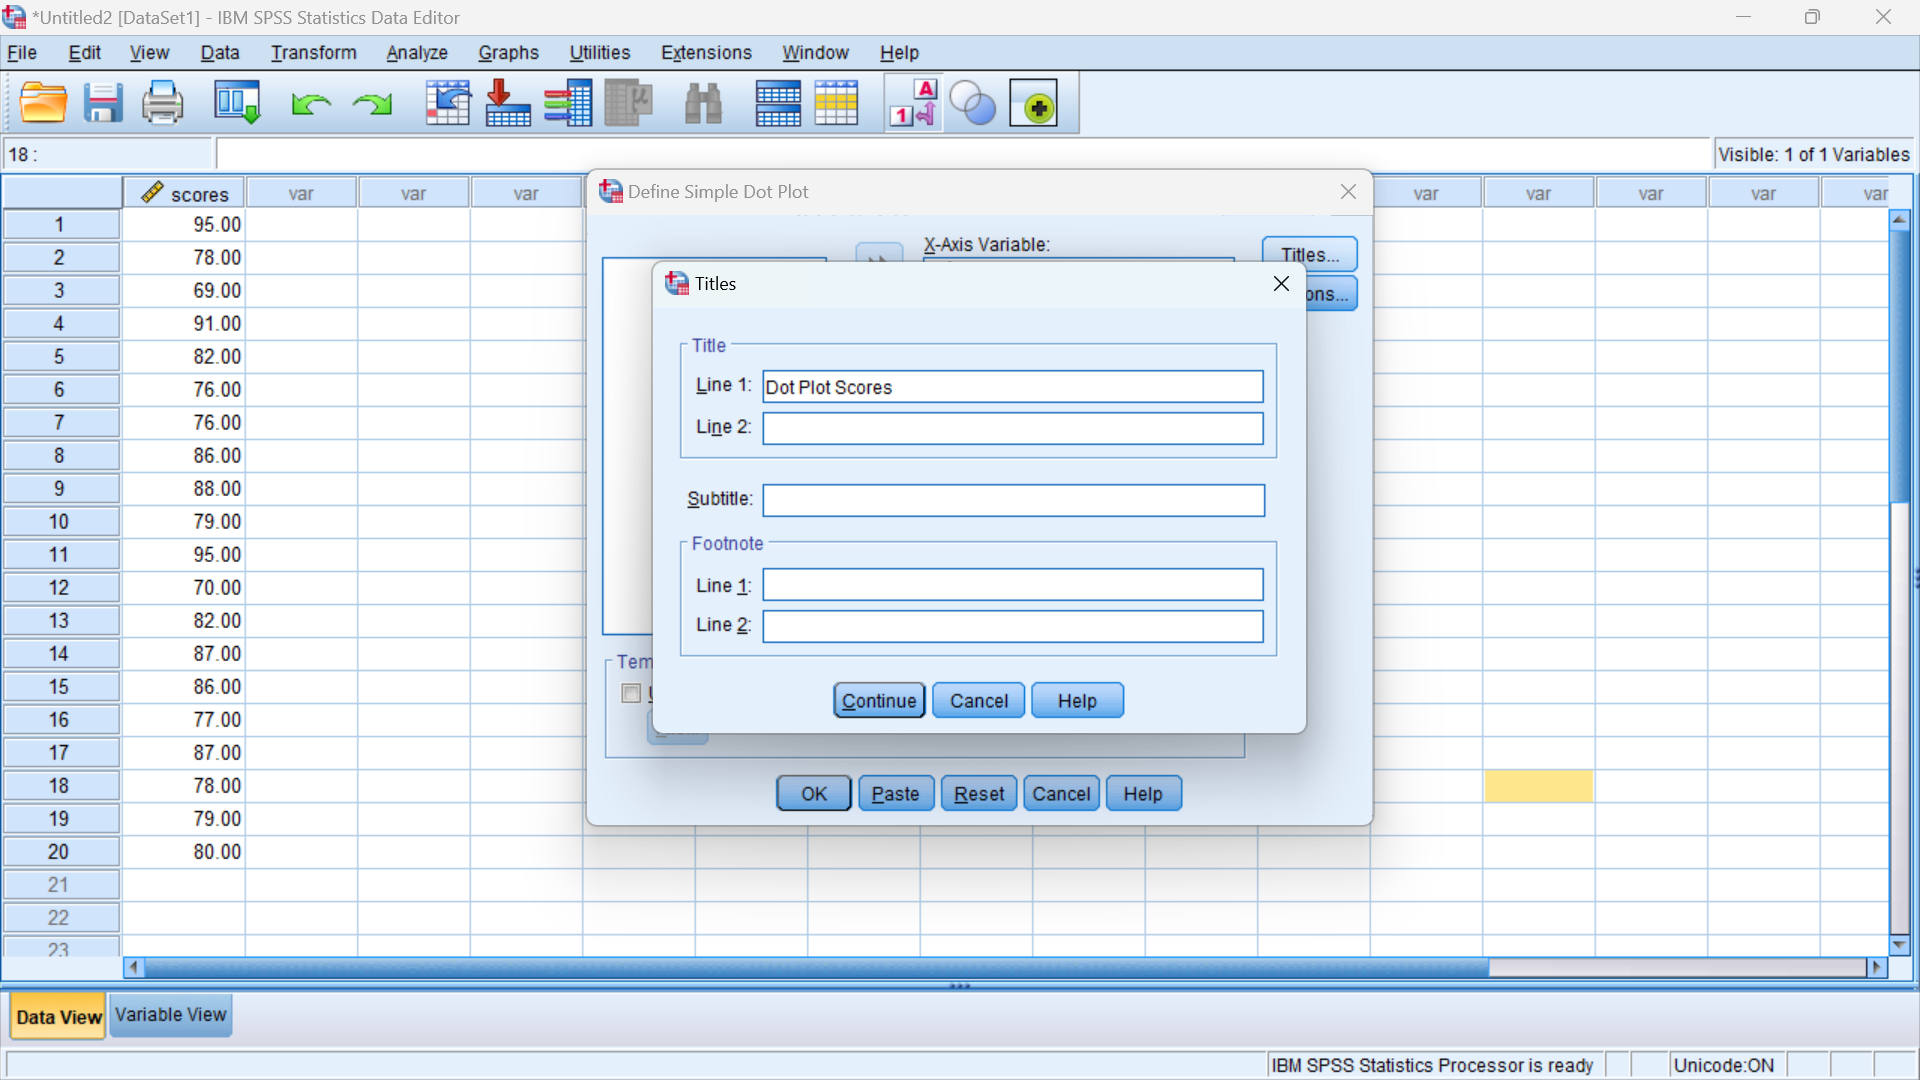 *Untitled2 [DataSet1] - IBM SPSS Statistics Data Editor
File Edit View Data Transform Analyze Graphs Utilities Extensions Window Help
18 :
Visible: 1 of 1 Variables
scores var var var var var var var var
1 95.00
2 78.00
3 69.00
4 91.00
5 82.00
6 76.00
7 76.00
8 86.00
9 88.00
10 79.00
11 95.00
12 70.00
13 82.00
14 87.00
15 86.00
16 77.00
17 87.00
18 78.00
19 79.00
20 80.00
21
22
23
Define Simple Dot Plot
X-Axis Variable:
Titles...
Titles
Title
Line 1: Dot Plot Scores
Line 2:
Subtitle:
Footnote
Line 1:
Line 2:
Continue Cancel Help
OK Paste Reset Cancel Help
Data View Variable View
IBM SPSS Statistics Processor is ready Unicode:ON